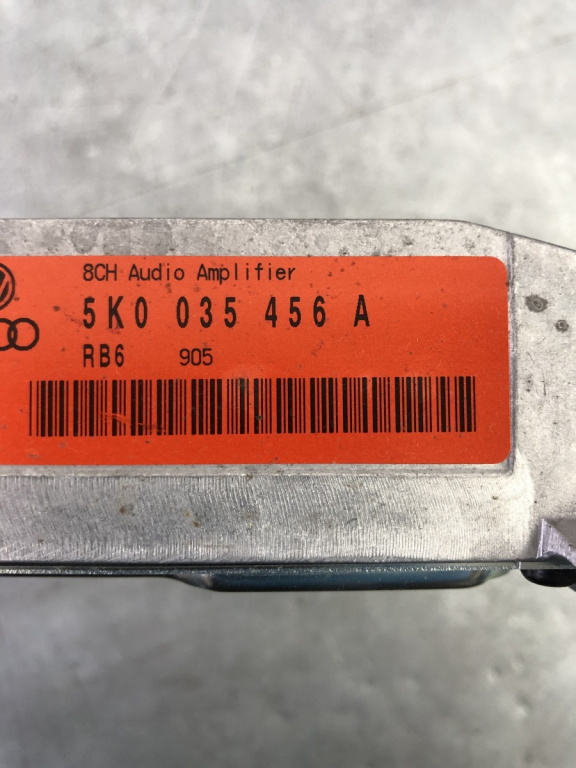 8CH Audio Amplifier
5K0 035 456 A
RB6 905